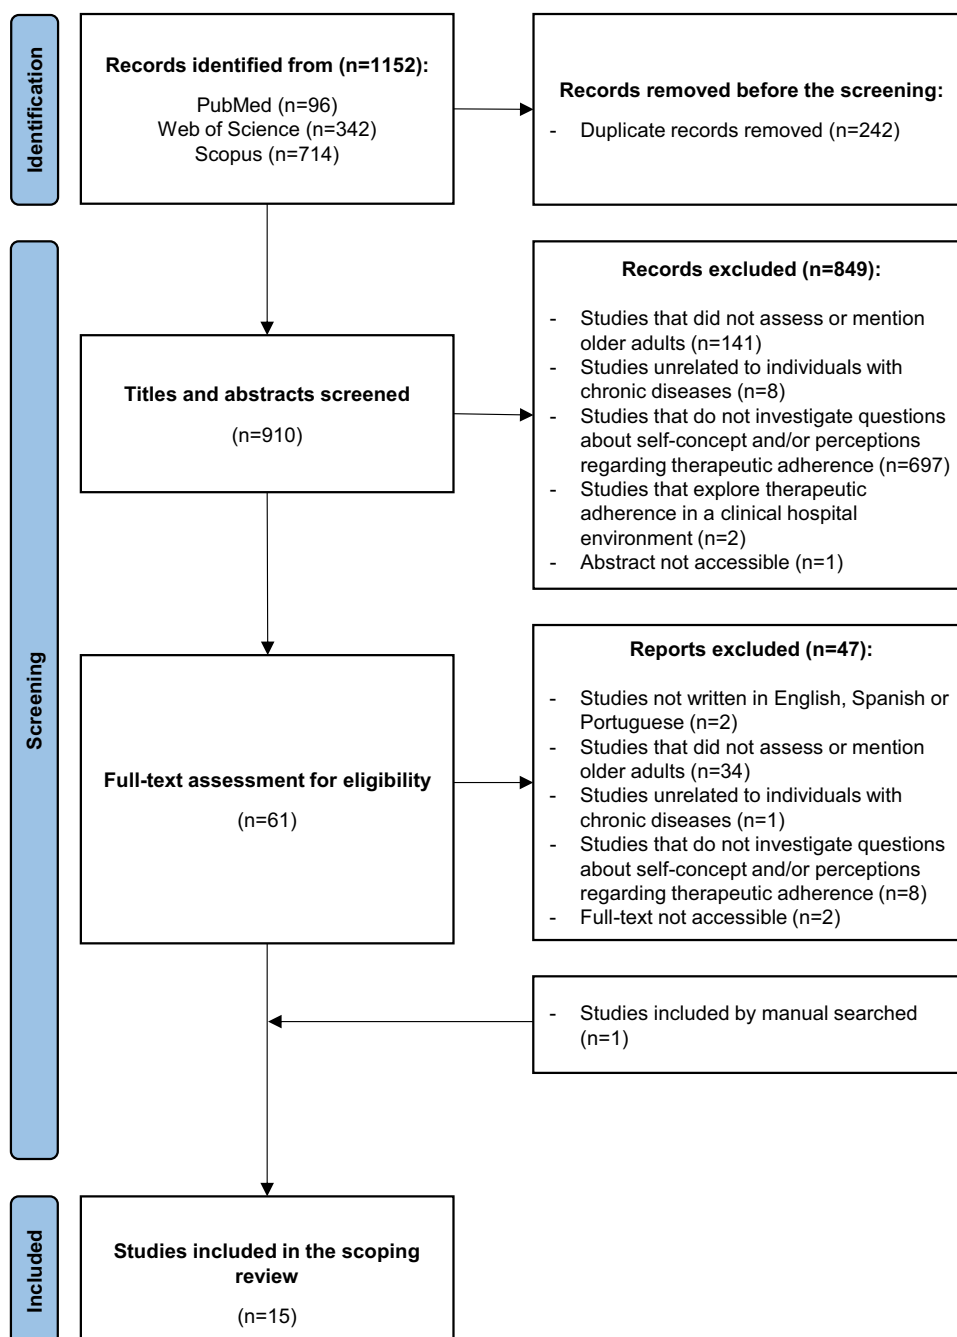 Identification
Records identified from (n=1152):
PubMed (n=96)
Web of Science (n=342)
Scopus (n=714)
Records removed before the screening:
- Duplicate records removed (n=242)
Screening
Titles and abstracts screened
(n=910)
Records excluded (n=849):
- Studies that did not assess or mention
older adults (n=141)
- Studies unrelated to individuals with
chronic diseases (n=8)
- Studies that do not investigate questions
about self-concept and/or perceptions
regarding therapeutic adherence (n=697)
- Studies that explore therapeutic
adherence in a clinical hospital
environment (n=2)
- Abstract not accessible (n=1)
Full-text assessment for eligibility
(n=61)
Reports excluded (n=47):
- Studies not written in English, Spanish or
Portuguese (n=2)
- Studies that did not assess or mention
older adults (n=34)
- Studies unrelated to individuals with
chronic diseases (n=1)
- Studies that do not investigate questions
about self-concept and/or perceptions
regarding therapeutic adherence (n=8)
- Full-text not accessible (n=2)
- Studies included by manual searched
(n=1)
Included
Studies included in the scoping
review
(n=15)